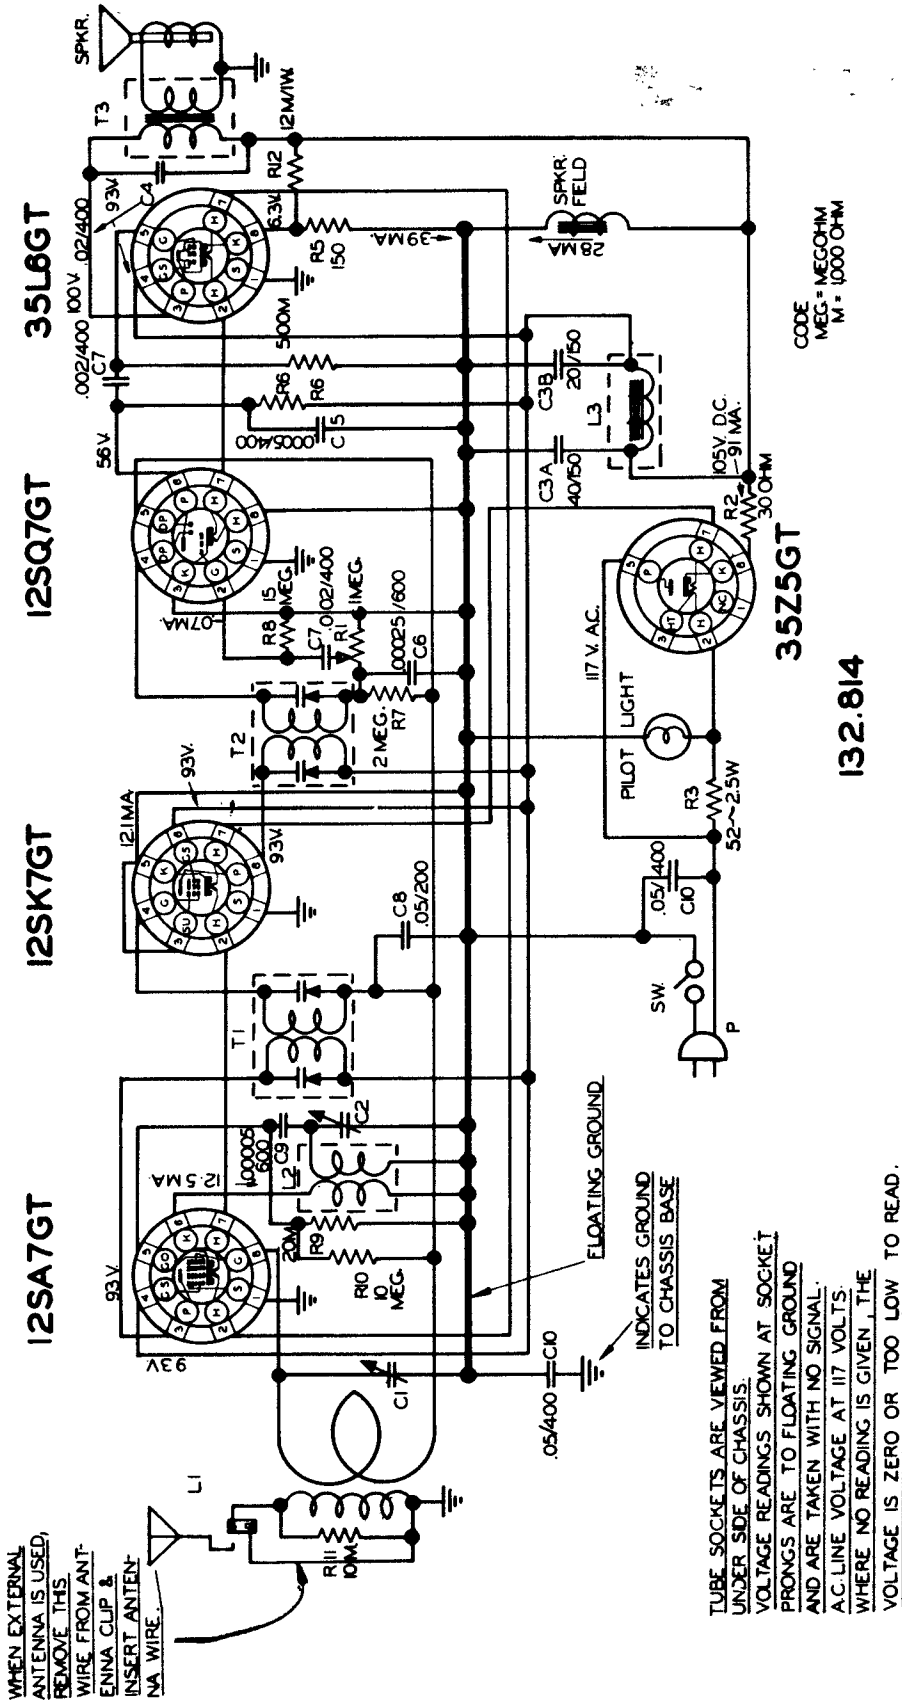 WHEN EXTERNAL
ANTENNA IS USED,
REMOVE THIS
WIRE FROM ANT-
ENNA CLIP &
INSERT ANTEN-
NA WIRE.
L1
R11
10M
12SA7GT
93V.
93V
12.5MA.
.00005
600
C9
L2
C2
20M
R9
R10
10
MEG.
C1
.05/400
C10
T1
12SK7GT
12.1MA
93V.
93V.
C8
.05/200
T2
12SQ7GT
56V.
.07MA.
R8
15
MEG.
C7
.002/400
R1
1MEG.
2 MEG.
R7
.00025/600
C6
35L6GT
.002/400
C7
100V.
.02/400
93V.
C4
.0005/400
C5
R6
R6
500M
6.3V.
R5
150
R12
12M/1W.
T3
SPKR.
39MA.
28MA
SPKR.
FIELD
C3A
40/150
C3B
20/150
L3
105V. D.C.
91 MA.
R2
30 OHM
35Z5GT
117 V. A.C.
PILOT LIGHT
R3
52~2.5W
.05/400
C10
SW.
P
FLOATING GROUND
INDICATES GROUND
TO CHASSIS BASE
CODE
MEG.= MEGOHM
M = 1,000 OHM
132.814
TUBE SOCKETS ARE VIEWED FROM
UNDER SIDE OF CHASSIS.
VOLTAGE READINGS SHOWN AT SOCKET
PRONGS ARE TO FLOATING GROUND
AND ARE TAKEN WITH NO SIGNAL.
A.C. LINE VOLTAGE AT 117 VOLTS.
WHERE NO READING IS GIVEN, THE
VOLTAGE IS ZERO OR TOO LOW TO READ.